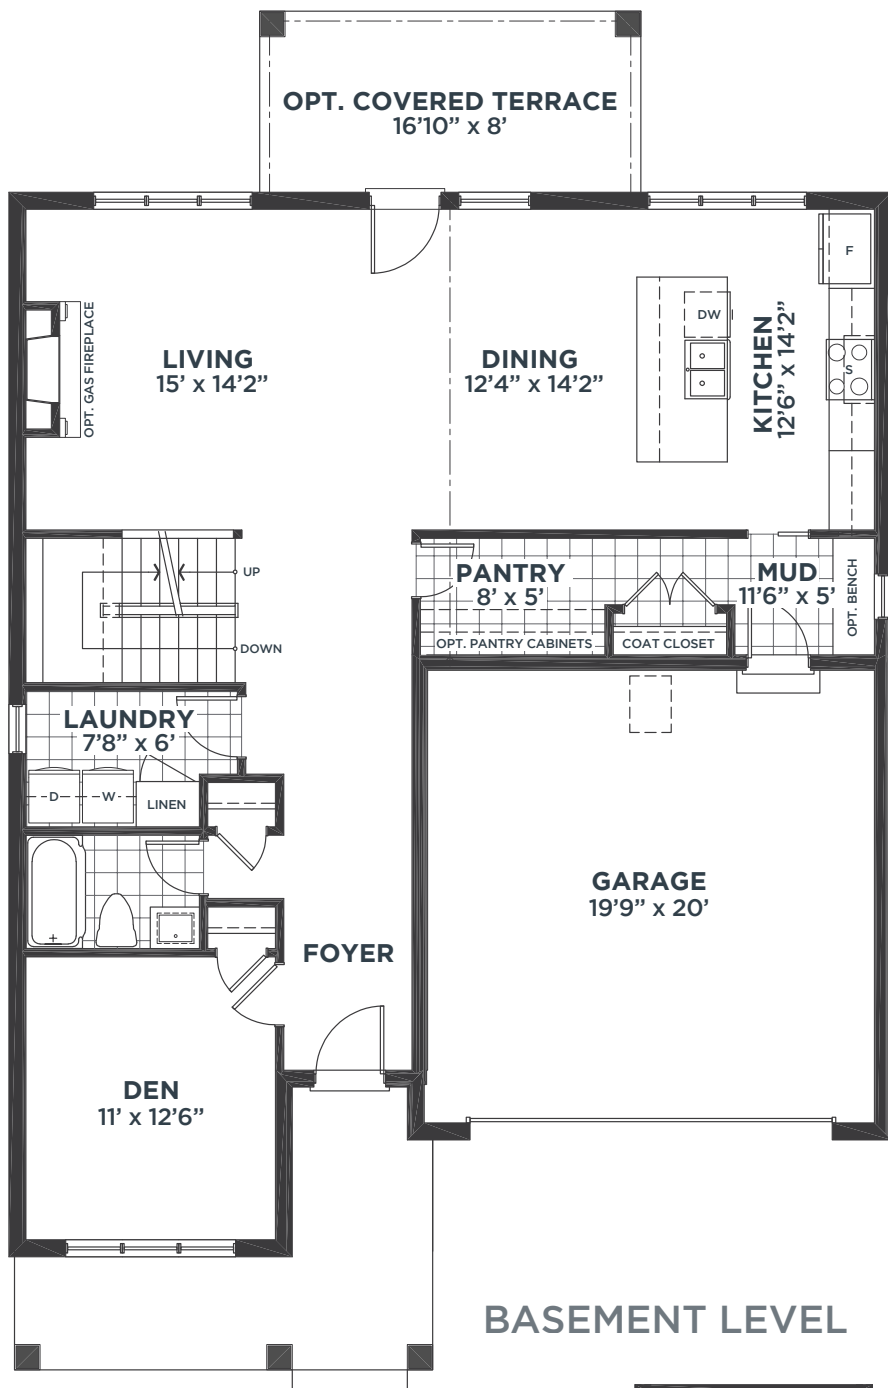 OPT. COVERED TERRACE
16'10” x 8'
F
OPT. GAS FIREPLACE
LIVING
15' x 14'2”
DINING
12'4” x 14'2”
DW
KITCHEN
12'6” x 14'2”
S
UP
DOWN
PANTRY
8' x 5'
OPT. PANTRY CABINETS
COAT CLOSET
MUD
11'6” x 5'
OPT. BENCH
LAUNDRY
7'8” x 6'
D
W
LINEN
GARAGE
19'9” x 20'
FOYER
DEN
11' x 12'6”
BASEMENT LEVEL